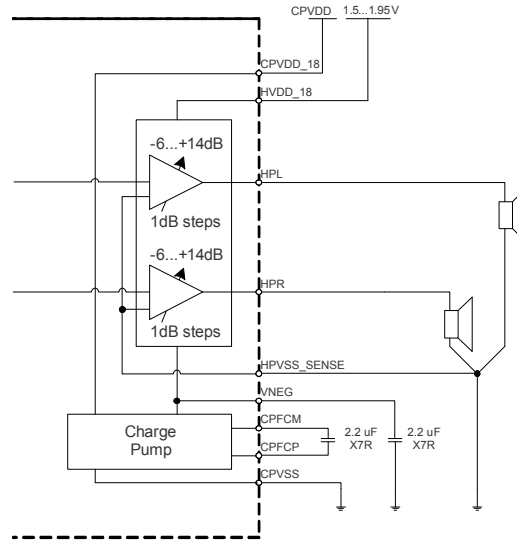 CPVDD
1.5...1.95V
CPVDD_18
HVDD_18
-6...+14dB
HPL
1dB steps
-6...+14dB
HPR
1dB steps
HPVSS_SENSE
VNEG
CPFCM
Charge
Pump
2.2 uF
X7R
2.2 uF
X7R
CPFCP
CPVSS